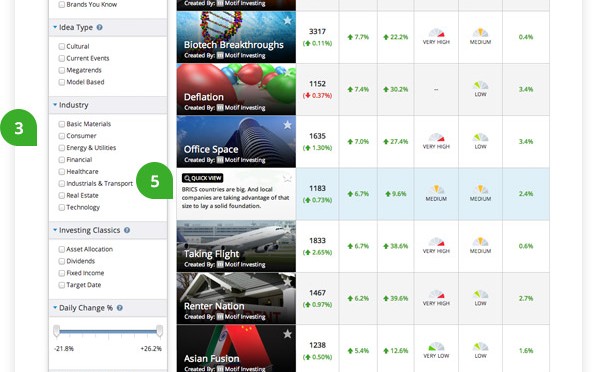 Brands You Know
Idea Type
Cultural
Current Events
Megatrends
Model Based
3
Industry
Basic Materials
Consumer
Energy & Utilities
Financial
Healthcare
Industrials & Transport
Real Estate
Technology
Investing Classics
Asset Allocation
Dividends
Fixed Income
Target Date
Daily Change %
-21.8% +26.2%
Biotech Breakthroughs
Created By: m Motif Investing
3317
(0.11%)
7.7% 22.2% VERY HIGH MEDIUM 0.4%
Deflation
Created By: m Motif Investing
1152
(0.37%)
7.4% 30.2% -- LOW 3.4%
Office Space
Created By: m Motif Investing
1635
(1.30%)
7.0% 27.4% VERY HIGH LOW 3.4%
5
QUICK VIEW
BRICS countries are big. And local
companies are taking advantage of that
size to lay a solid foundation.
1183
(0.73%)
6.7% 9.6% MEDIUM MEDIUM 2.4%
Taking Flight
Created By: m Motif Investing
1833
(2.65%)
6.7% 38.6% VERY HIGH MEDIUM 0.6%
Renter Nation
Created By: m Motif Investing
1467
(0.97%)
6.2% 39.6% VERY HIGH LOW 2.7%
Asian Fusion
Created By: m Motif Investing
1238
(0.50%)
5.4% 12.6% VERY LOW LOW 1.6%